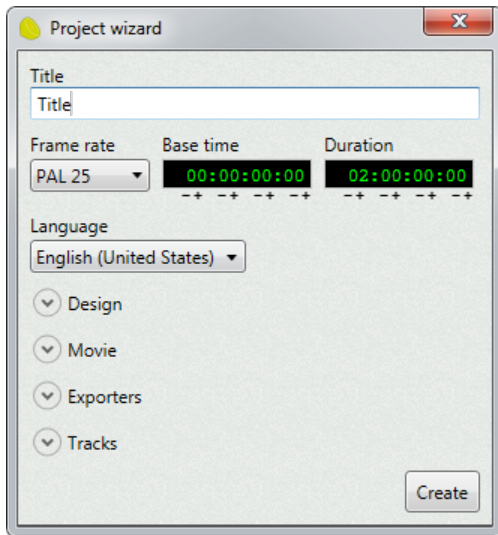 Project wizard
Title
Title
Frame rate Base time Duration
PAL 25 00:00:00:00 02:00:00:00
-+ -+ -+ -+ -+ -+ -+ -+
Language
English (United States)
Design
Movie
Exporters
Tracks
Create